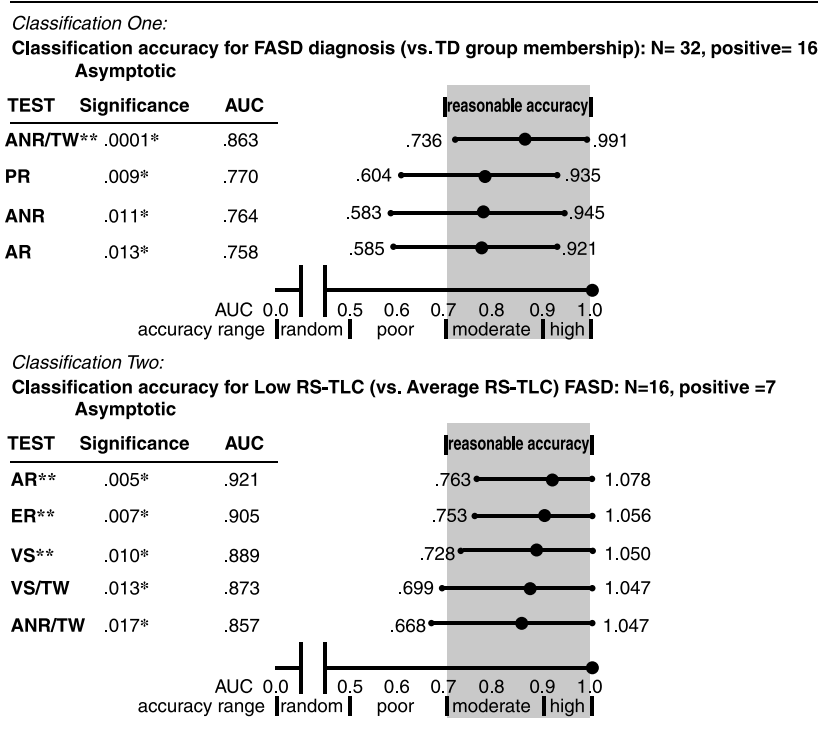 Classification One:
Classification accuracy for FASD diagnosis (vs. TD group membership): N= 32, positive= 16
Asymptotic
TEST Significance AUC reasonable accuracy
ANR/TW** .0001* .863 .736 .991
PR .009* .770 .604 .935
ANR .011* .764 .583 .945
AR .013* .758 .585 .921
AUC 0.0 0.5 0.6 0.7 0.8 0.9 1.0
accuracy range random poor moderate high
Classification Two:
Classification accuracy for Low RS-TLC (vs. Average RS-TLC) FASD: N=16, positive =7
Asymptotic
TEST Significance AUC reasonable accuracy
AR** .005* .921 .763 1.078
ER** .007* .905 .753 1.056
VS** .010* .889 .728 1.050
VS/TW .013* .873 .699 1.047
ANR/TW .017* .857 .668 1.047
AUC 0.0 0.5 0.6 0.7 0.8 0.9 1.0
accuracy range random poor moderate high